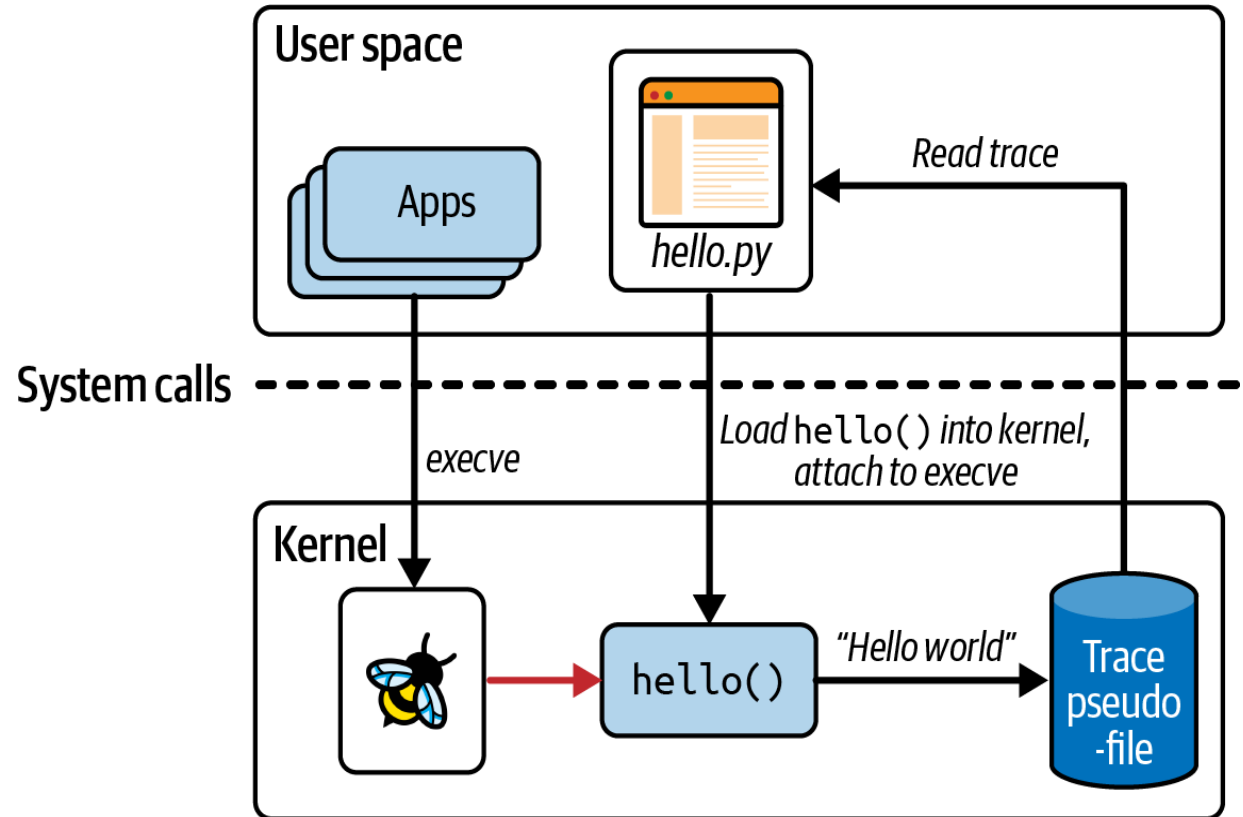 User space
Apps
hello.py
Read trace
System calls
execve
Load hello() into kernel,
attach to execve
Kernel
hello()
“Hello world”
Trace
pseudo
-file